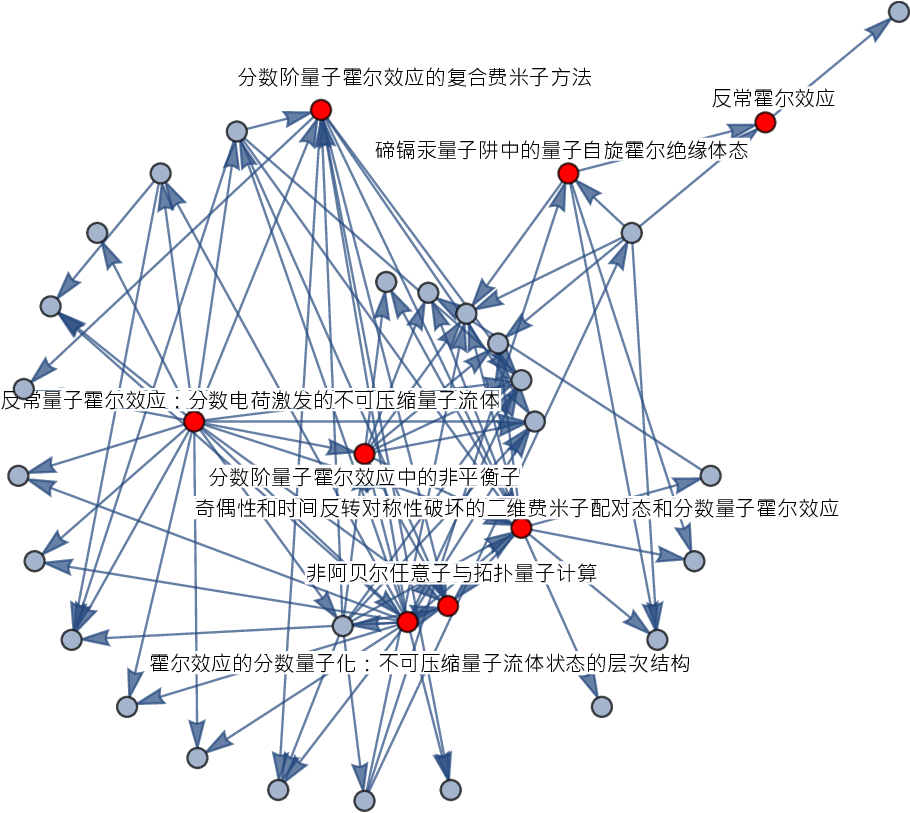 分数阶量子霍尔效应的复合费米子方法
反常霍尔效应
碲镉汞量子阱中的量子自旋霍尔绝缘体态
反常量子霍尔效应：分数电荷激发的不可压缩量子流体
分数阶量子霍尔效应中的非平衡子
奇偶性和时间反转对称性破坏的二维费米子配对态和分数量子霍尔效应
非阿贝尔任意子与拓扑量子计算
霍尔效应的分数量子化：不可压缩量子流体状态的层次结构